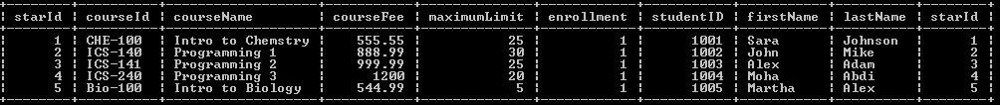 starId courseId courseName courseFee maximumLimit enrollment studentID firstName lastName starId
1 CHE-100 Intro to Chemstry 555.55 25 1 1001 Sara Johnson 1
2 ICS-140 Programming 1 888.99 30 1 1002 John Mike 2
3 ICS-141 Programming 2 999.99 25 1 1003 Alex Adam 3
4 ICS-240 Programming 3 1200 20 1 1004 Moha Abdi 4
5 Bio-100 Intro to Biology 544.99 5 1 1005 Martha Alex 5